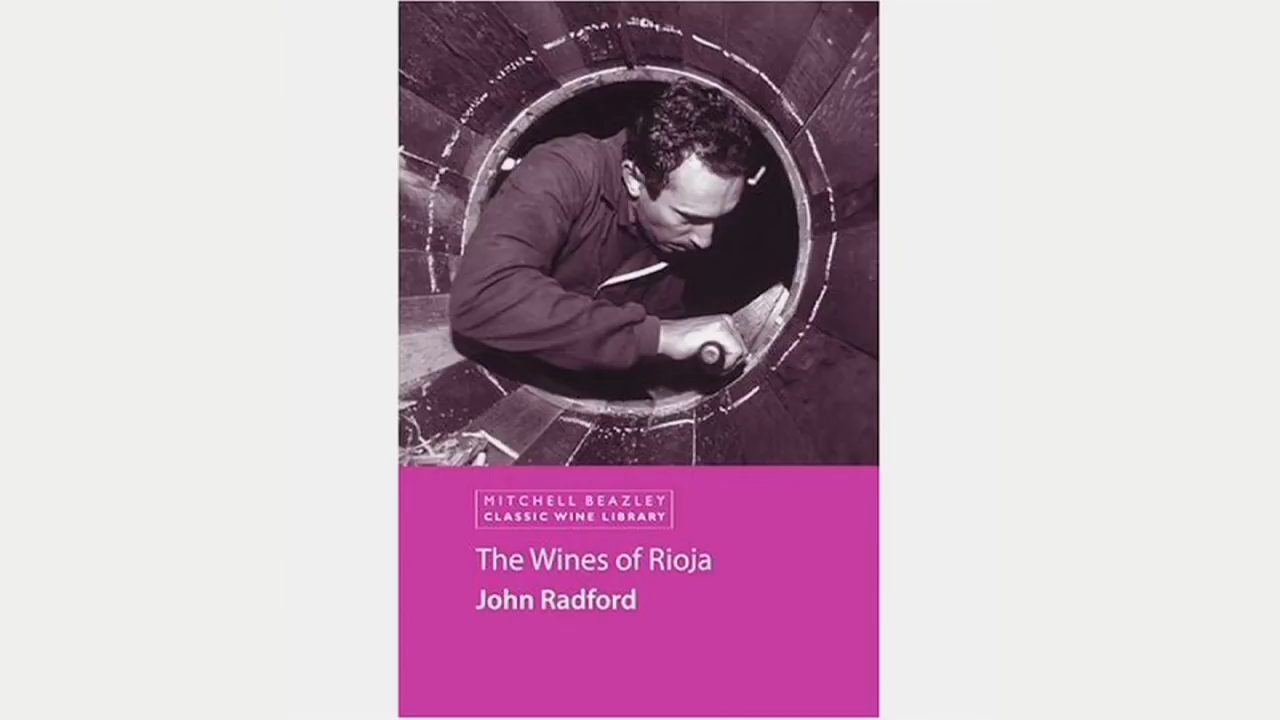 MITCHELL BEAZLEY
CLASSIC WINE LIBRARY
The Wines of Rioja
John Radford